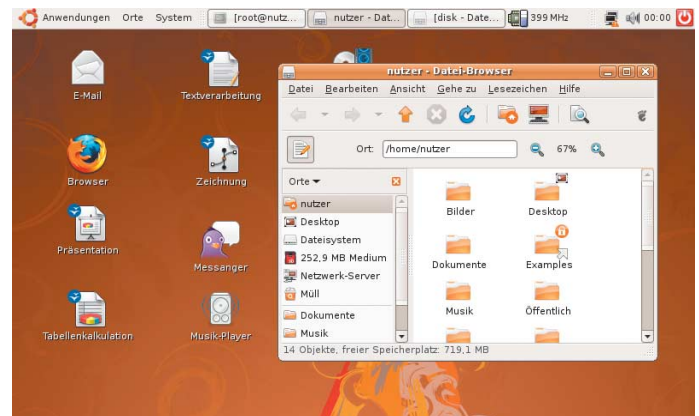 Anwendungen Orte System [root@nutz... nutzer - Dat... [disk - Date... 399 MHz 00:00
E-Mail
Textverarbeitung
Browser
Zeichnung
Präsentation
Messanger
Tabellenkalkulation
Musik-Player
nutzer - Datei-Browser
Datei Bearbeiten Ansicht Gehe zu Lesezeichen Hilfe
Ort: /home/nutzer 67%
Orte
nutzer
Desktop
Dateisystem
252,9 MB Medium
Netzwerk-Server
Müll
Dokumente
Musik
Bilder
Desktop
Dokumente
Examples
Musik
Öffentlich
14 Objekte, freier Speicherplatz: 719,1 MB